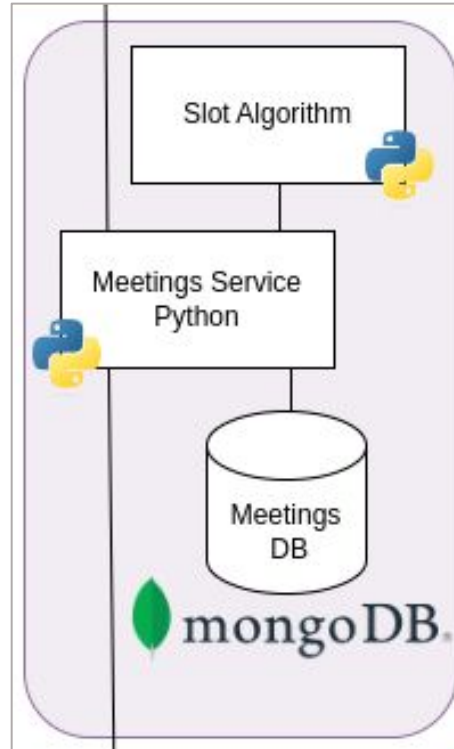 Slot Algorithm
Meetings Service
Python
Meetings
DB
mongoDB.